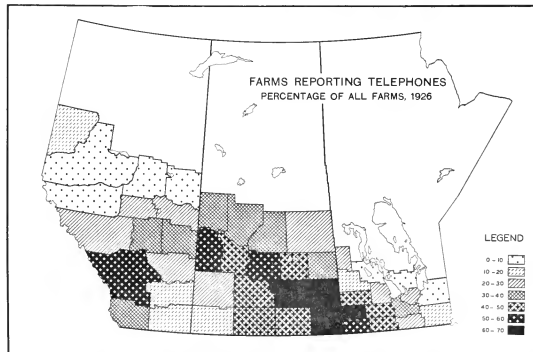 FARMS REPORTING TELEPHONES
PERCENTAGE OF ALL FARMS, 1926
LEGEND
0-10
10-20
20-30
30-40
40-50
50-60
60-70